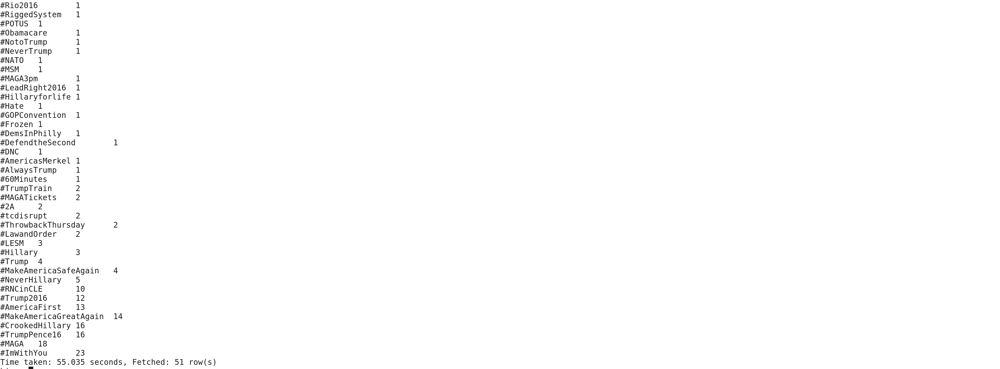 #Rio2016 1
#RiggedSystem 1
#POTUS 1
#Obamacare 1
#NotoTrump 1
#NeverTrump 1
#NATO 1
#MSM 1
#MAGA3pm 1
#LeadRight2016 1
#Hillaryforlife 1
#Hate 1
#GOPConvention 1
#Frozen 1
#DemsInPhilly 1
#DefendtheSecond 1
#DNC 1
#AmericasMerkel 1
#AlwaysTrump 1
#60Minutes 1
#TrumpTrain 2
#MAGATickets 2
#2A 2
#tcdisrupt 2
#ThrowbackThursday 2
#LawandOrder 2
#LESM 3
#Hillary 3
#Trump 4
#MakeAmericaSafeAgain 4
#NeverHillary 5
#RNCinCLE 10
#Trump2016 12
#AmericaFirst 13
#MakeAmericaGreatAgain 14
#CrookedHillary 16
#TrumpPence16 16
#MAGA 18
#ImWithYou 23
Time taken: 55.035 seconds, Fetched: 51 row(s)